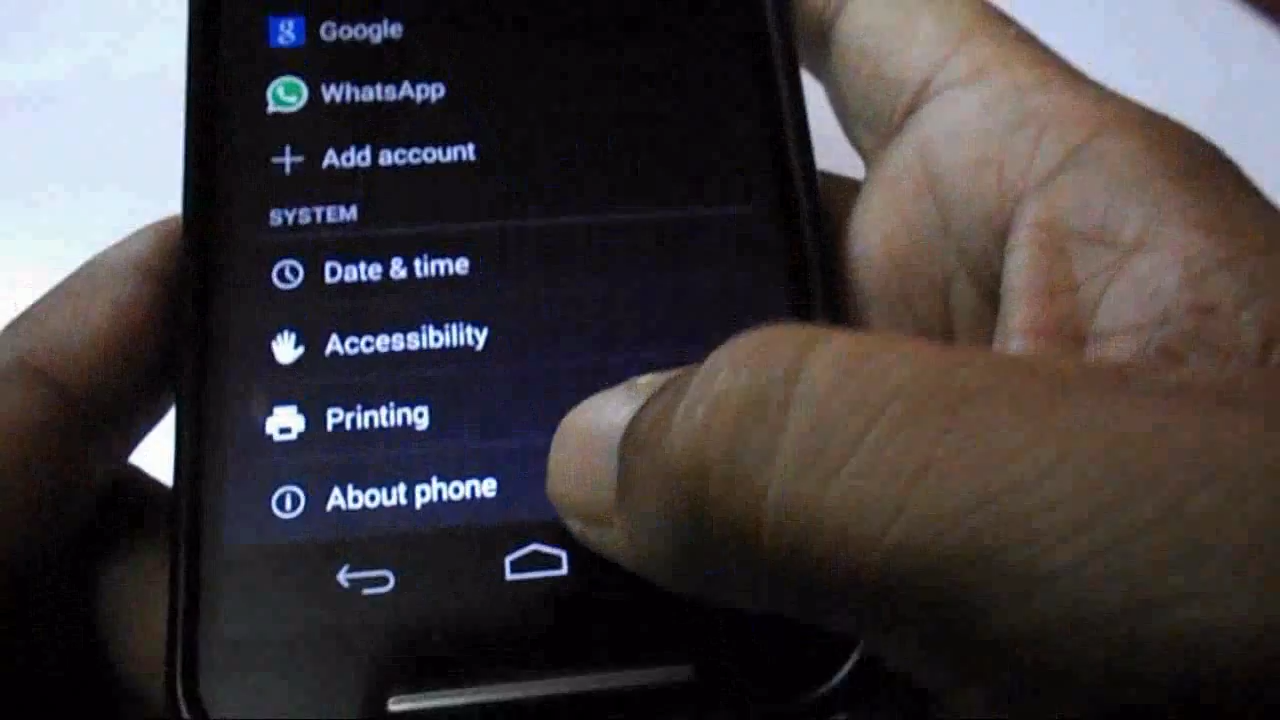 Google
WhatsApp
Add account
SYSTEM
Date & time
Accessibility
Printing
About phone